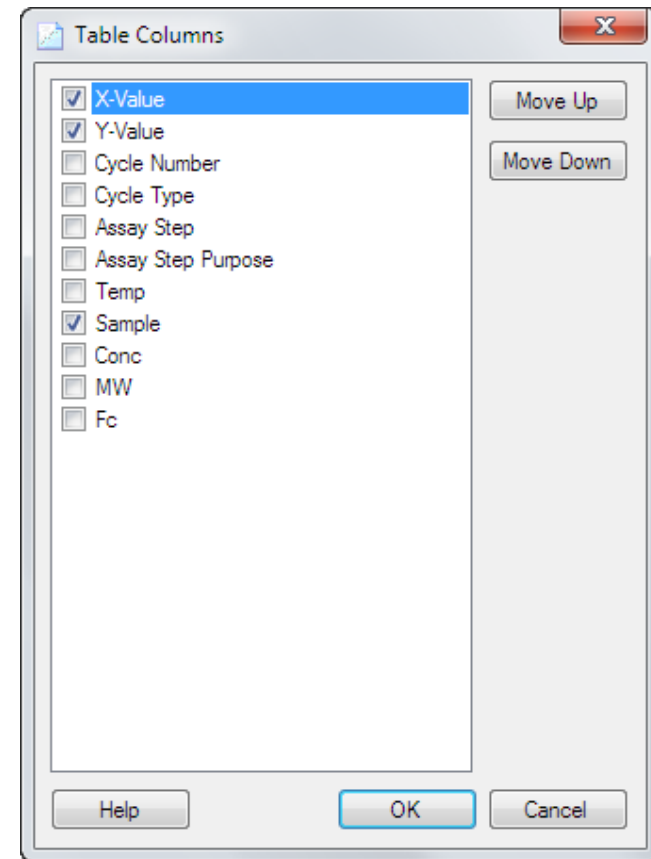 Table Columns
X-Value
Move Up
Y-Value
Cycle Number
Move Down
Cycle Type
Assay Step
Assay Step Purpose
Temp
Sample
Conc
MW
Fc
Help
OK
Cancel